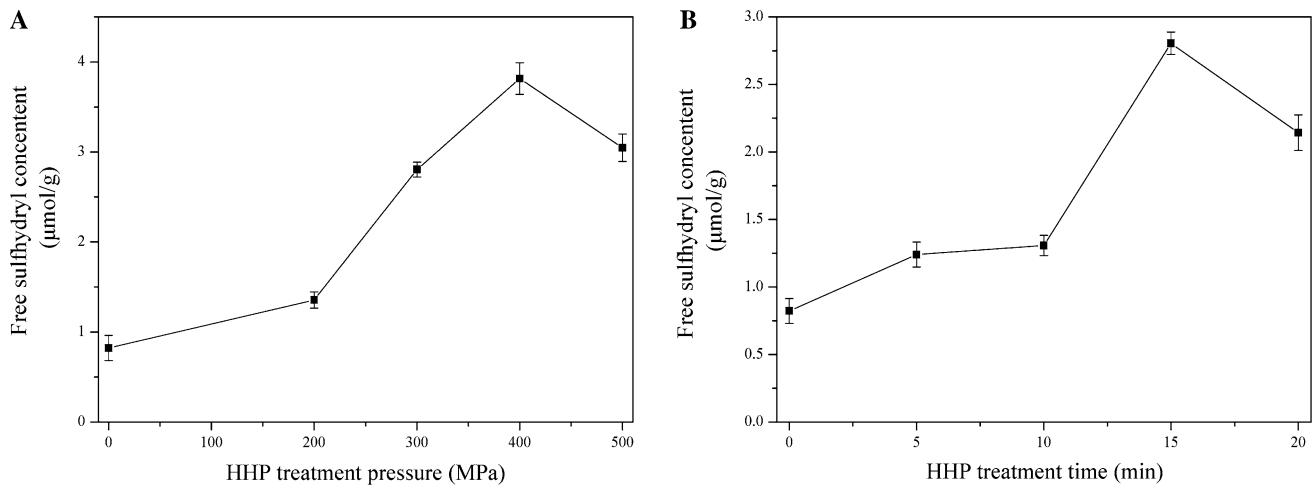 A
Free sulfhydryl concentent
(μmol/g)
4
3
2
1
0
0 100 200 300 400 500
HHP treatment pressure (MPa)
B
Free sulfhydryl concentent
(μmol/g)
3.0
2.5
2.0
1.5
1.0
0.5
0.0
0 5 10 15 20
HHP treatment time (min)